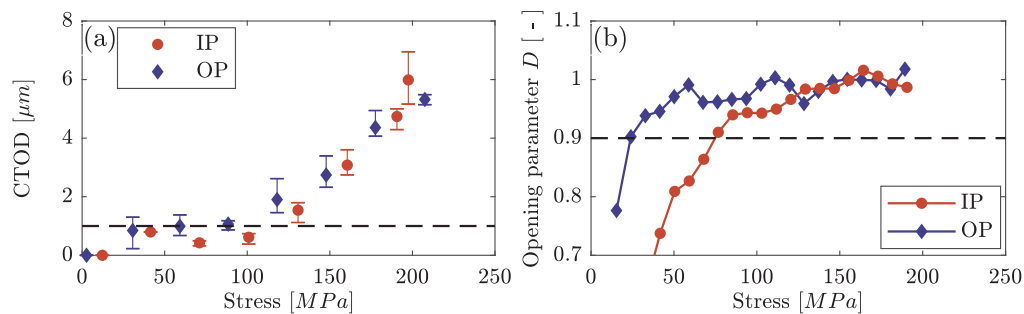 (a)
IP
OP
CTOD [μm]
8
6
4
2
0
0 50 100 150 200 250
Stress [MPa]
(b)
Opening parameter D [ - ]
1.1
1
0.9
0.8
0.7
IP
OP
0 50 100 150 200 250
Stress [MPa]